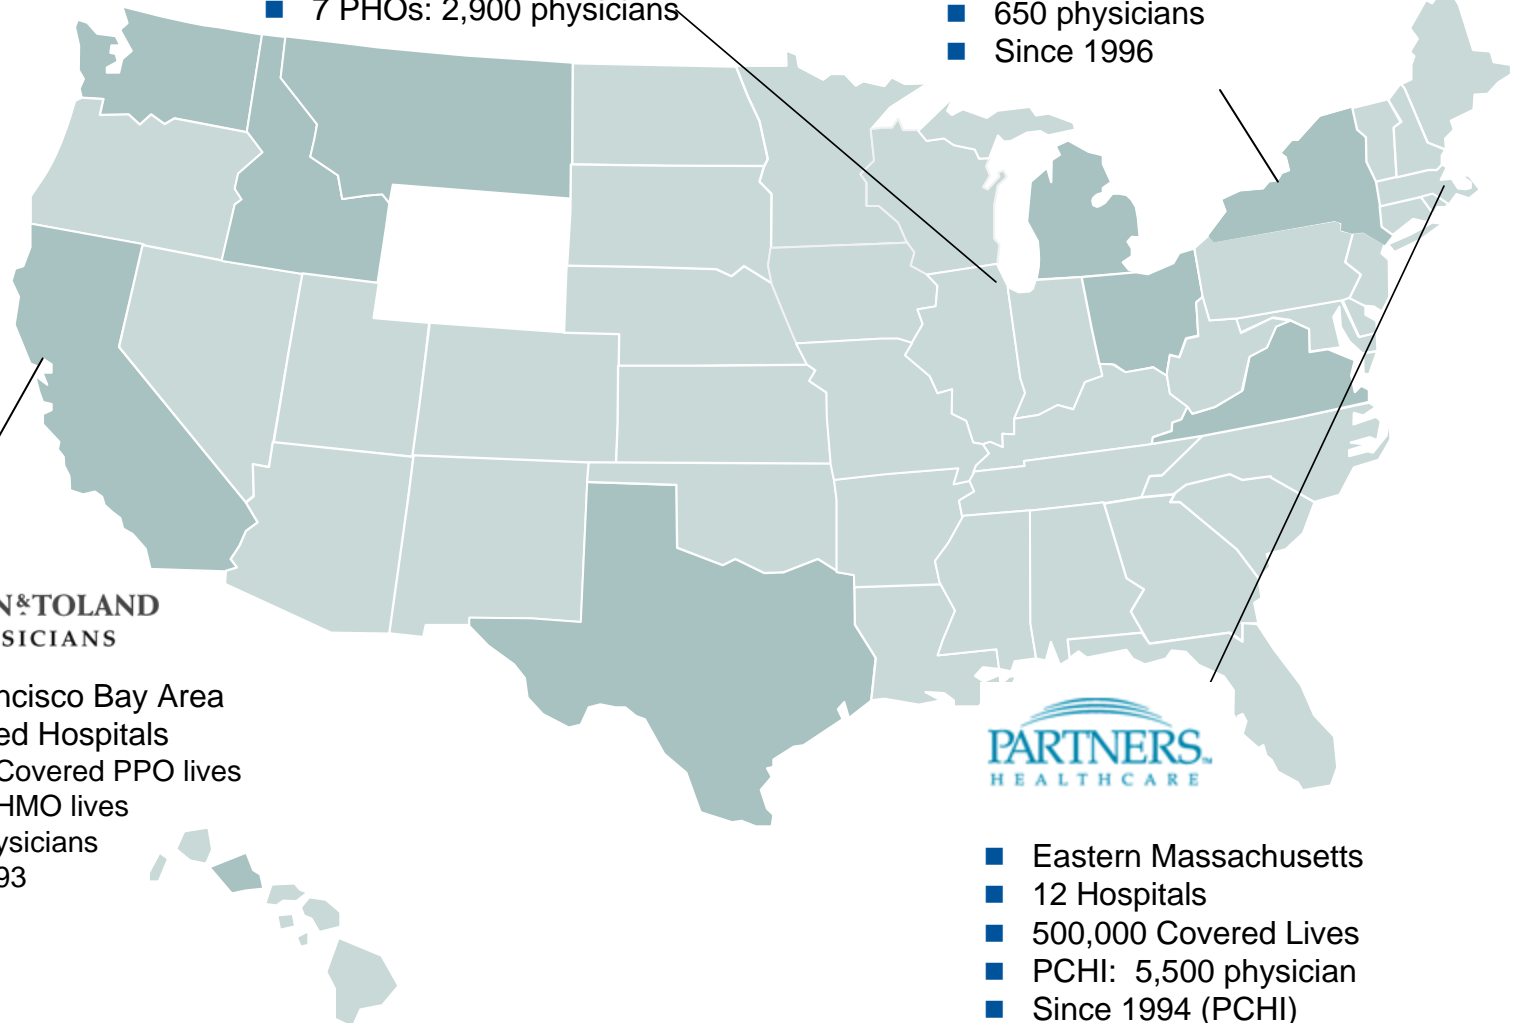 7 PHOs: 2,900 physicians
650 physicians
Since 1996
N&TOLAND
SICIANS
ncisco Bay Area
ed Hospitals
Covered PPO lives
HMO lives
ysicians
93
PARTNERS™
HEALTHCARE
Eastern Massachusetts
12 Hospitals
500,000 Covered Lives
PCHI: 5,500 physician
Since 1994 (PCHI)